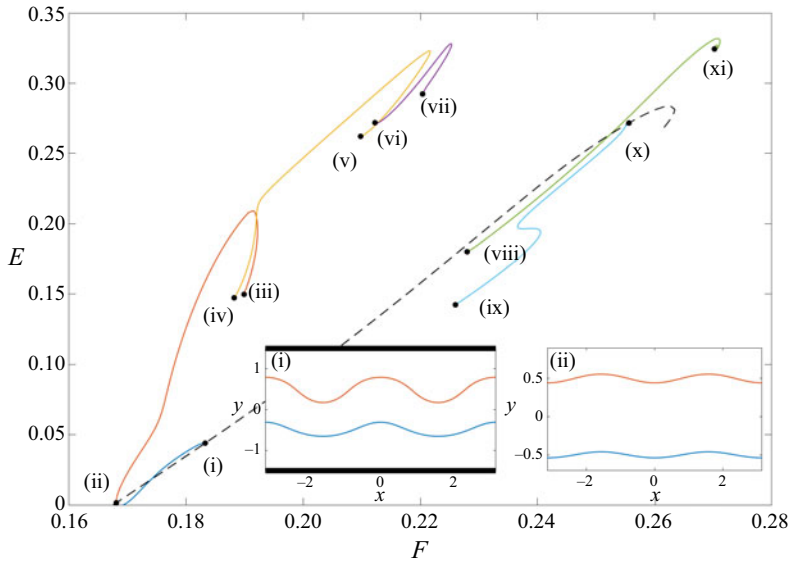 0.35
0.30
(xi)
(vii)
0.25
(vi)
(v)
(x)
E
0.20
(viii)
0.15
(iii)
(ix)
(iv)
(i)
(ii)
1
0.10
0.5
y
0
y
0
0.05
(ii)
(i)
−1
−0.5
−2
0
2
−2
0
2
x
x
0
0.16
0.18
0.20
0.22
0.24
0.26
0.28
F